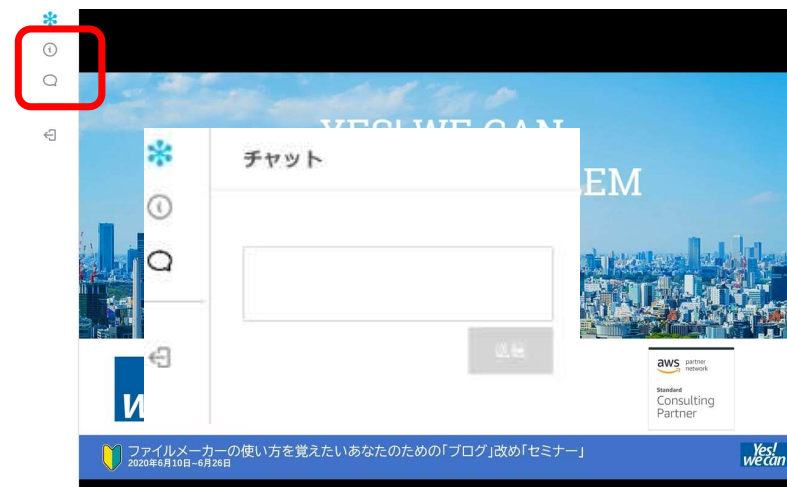 YES! WE CAN
EM
チャット
aws partner network
Standard
Consulting
Partner
ファイルメーカーの使い方を覚えたいあなたのための「ブログ」改め「セミナー」
2020年6月10日~6月26日
Yes!
wecan